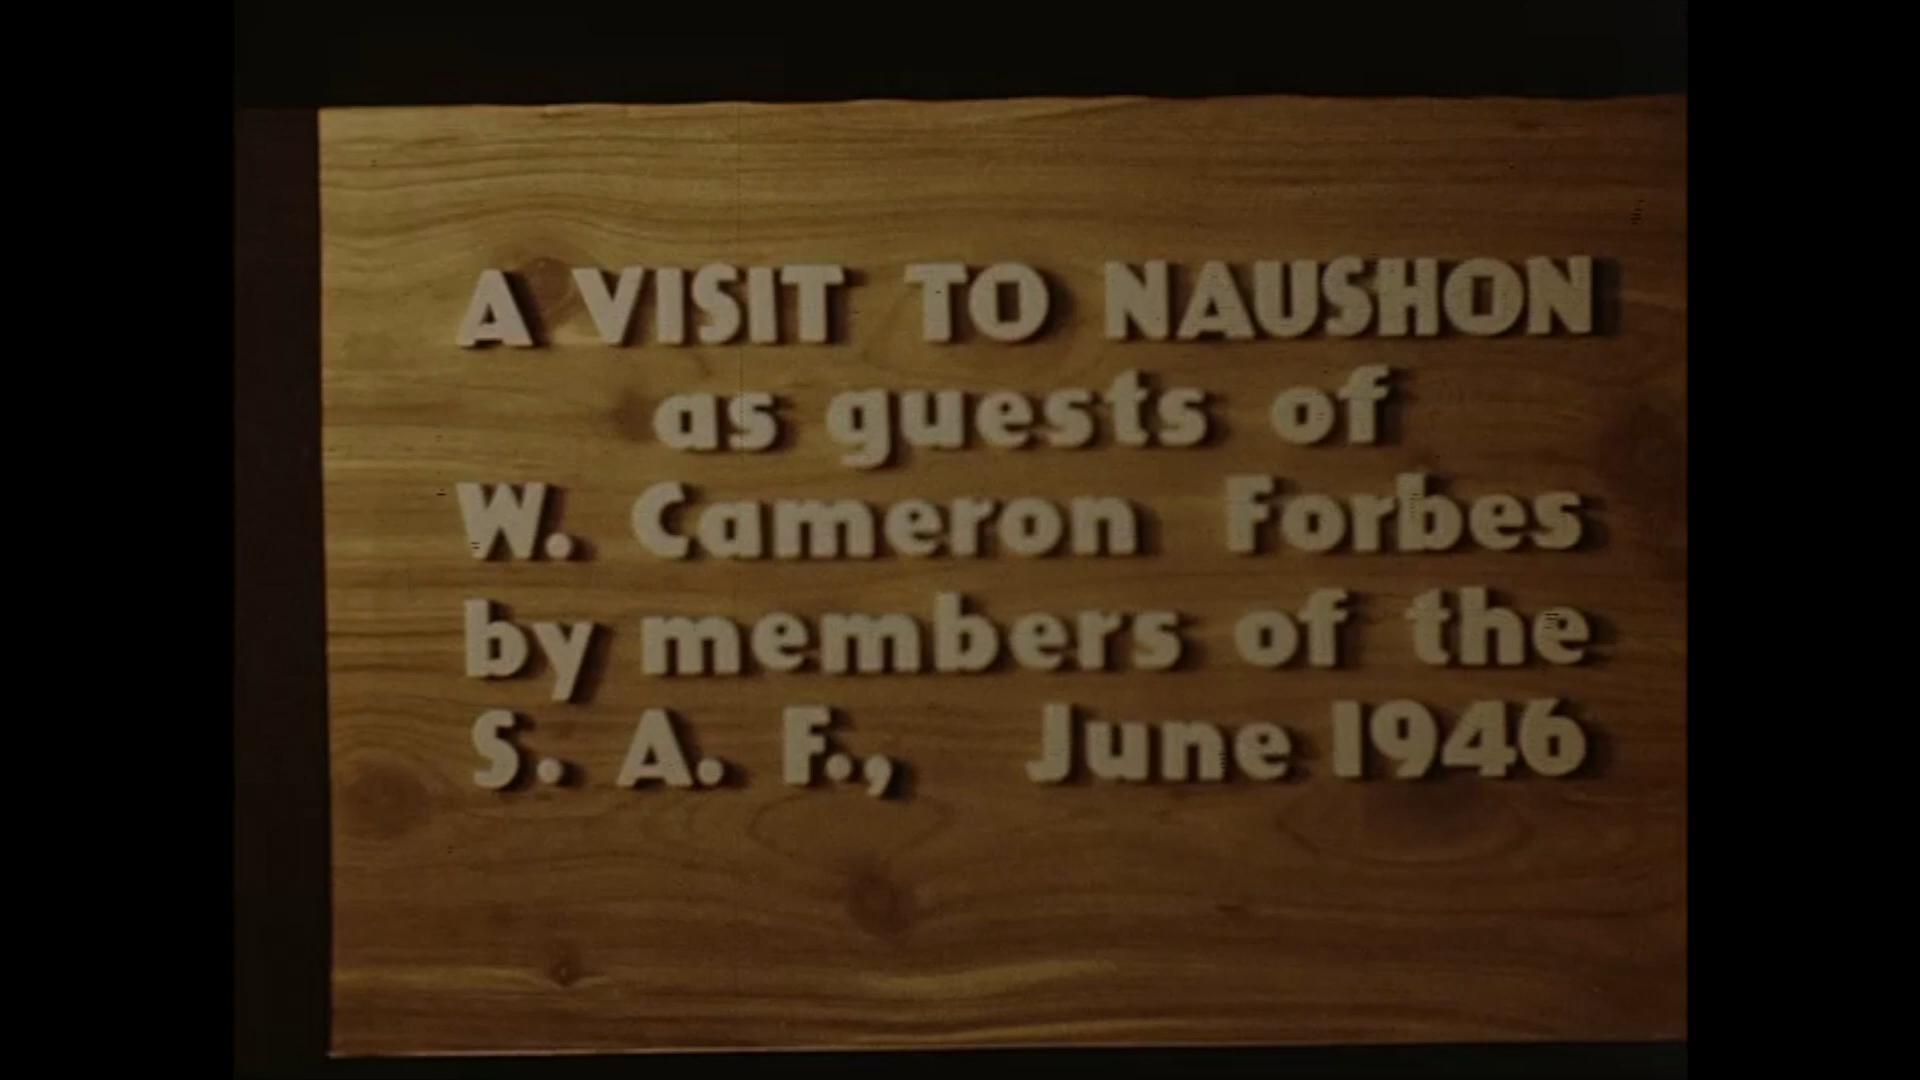 A VISIT TO NAUSHON
as guests of
W. Cameron Forbes
by members of the
S. A. F., June 1946